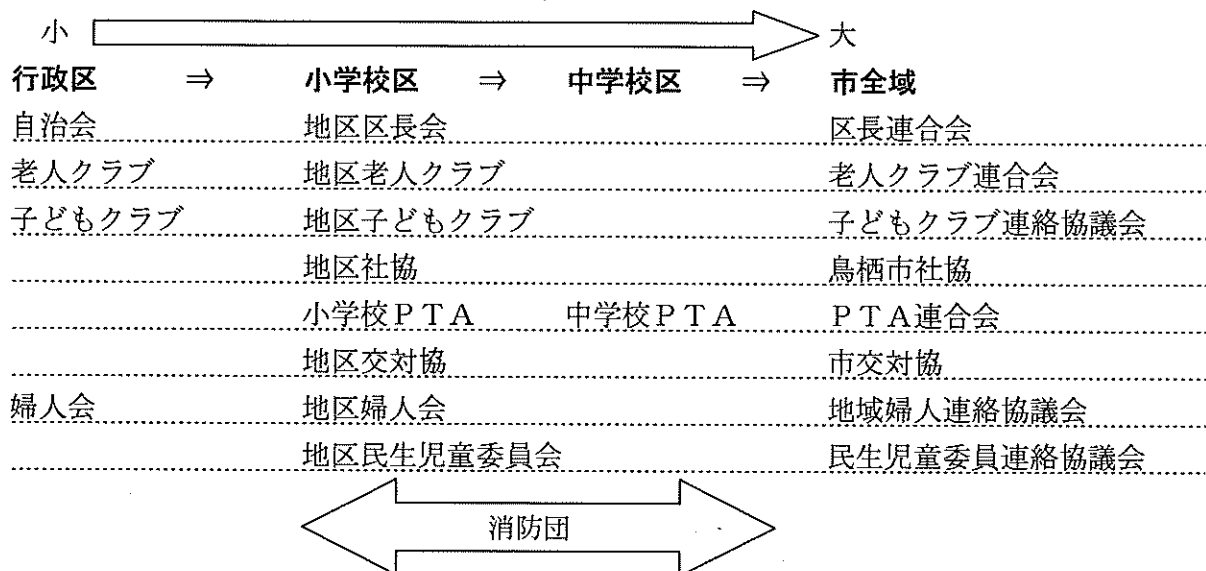 小 大
行政区 ⇒ 小学校区 ⇒ 中学校区 ⇒ 市全域
自治会 地区区長会 区長連合会
老人クラブ 地区老人クラブ 老人クラブ連合会
子どもクラブ 地区子どもクラブ 子どもクラブ連絡協議会
地区社協 鳥栖市社協
小学校PTA 中学校PTA PTA連合会
地区交対協 市交対協
婦人会 地区婦人会 地域婦人連絡協議会
地区民生児童委員会 民生児童委員連絡協議会
消防団